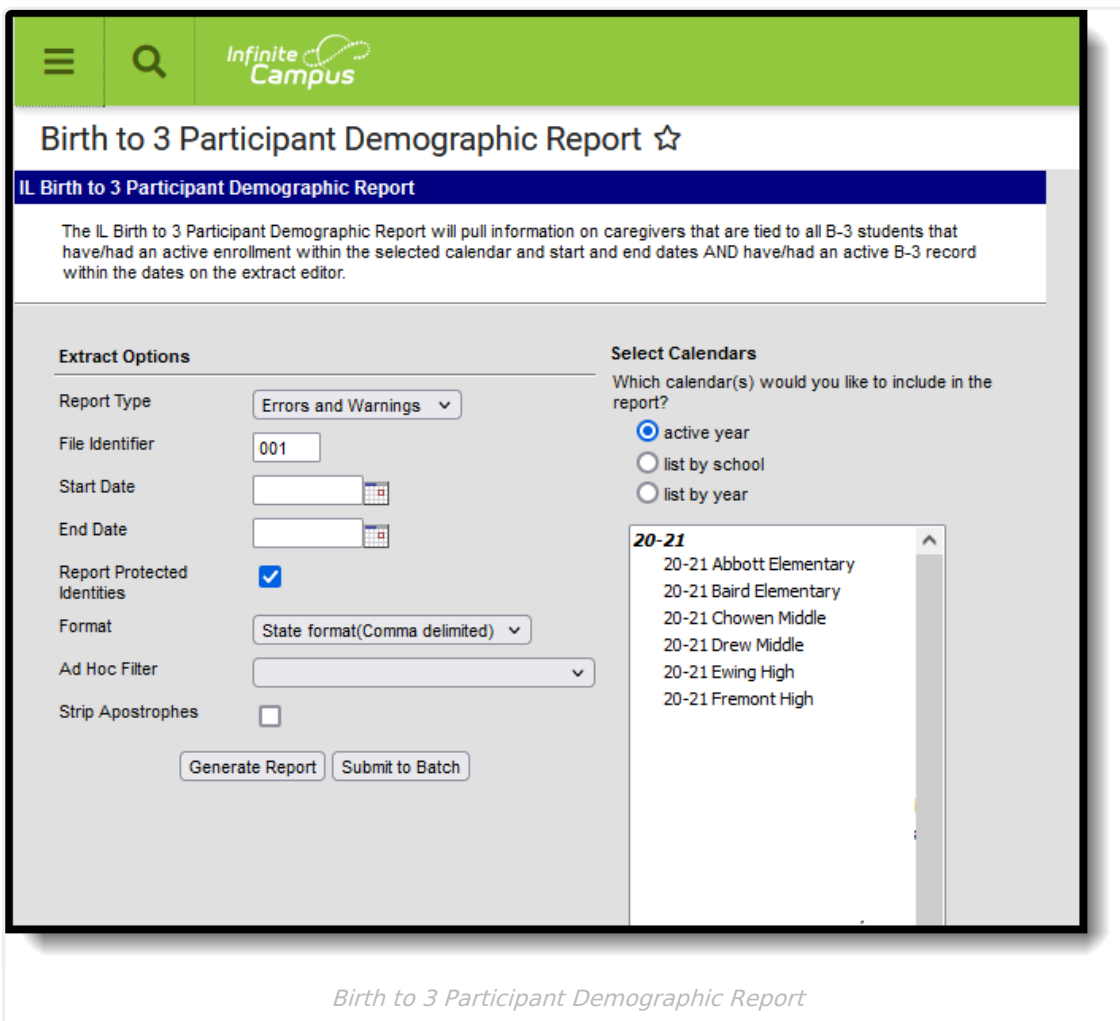 Infinite
Campus
Birth to 3 Participant Demographic Report
IL Birth to 3 Participant Demographic Report
The IL Birth to 3 Participant Demographic Report will pull information on caregivers that are tied to all B-3 students that
have/had an active enrollment within the selected calendar and start and end dates AND have/had an active B-3 record
within the dates on the extract editor.
Extract Options
Report Type
Errors and Warnings
File Identifier
001
Start Date
End Date
Report Protected
Identities
Format
State format(Comma delimited)
Ad Hoc Filter
Strip Apostrophes
Generate Report
Submit to Batch
Select Calendars
Which calendar(s) would you like to include in the
report?
active year
list by school
list by year
20-21
20-21 Abbott Elementary
20-21 Baird Elementary
20-21 Chowen Middle
20-21 Drew Middle
20-21 Ewing High
20-21 Fremont High
Birth to 3 Participant Demographic Report